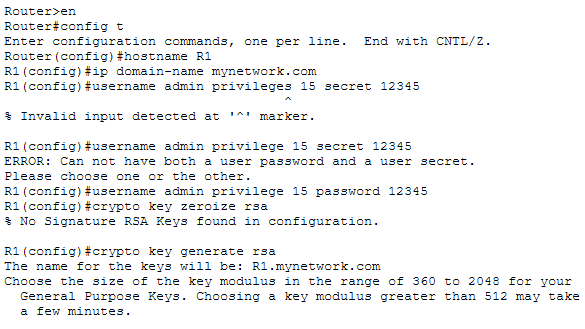 Router>en
Router#config t
Enter configuration commands, one per line.  End with CNTL/Z.
Router(config)#hostname R1
R1(config)#ip domain-name mynetwork.com
R1(config)#username admin privileges 15 secret 12345
^
% Invalid input detected at '^' marker.
R1(config)#username admin privilege 15 secret 12345
ERROR: Can not have both a user password and a user secret.
Please choose one or the other.
R1(config)#username admin privilege 15 password 12345
R1(config)#crypto key zeroize rsa
% No Signature RSA Keys found in configuration.
R1(config)#crypto key generate rsa
The name for the keys will be: R1.mynetwork.com
Choose the size of the key modulus in the range of 360 to 2048 for your
General Purpose Keys. Choosing a key modulus greater than 512 may take
a few minutes.